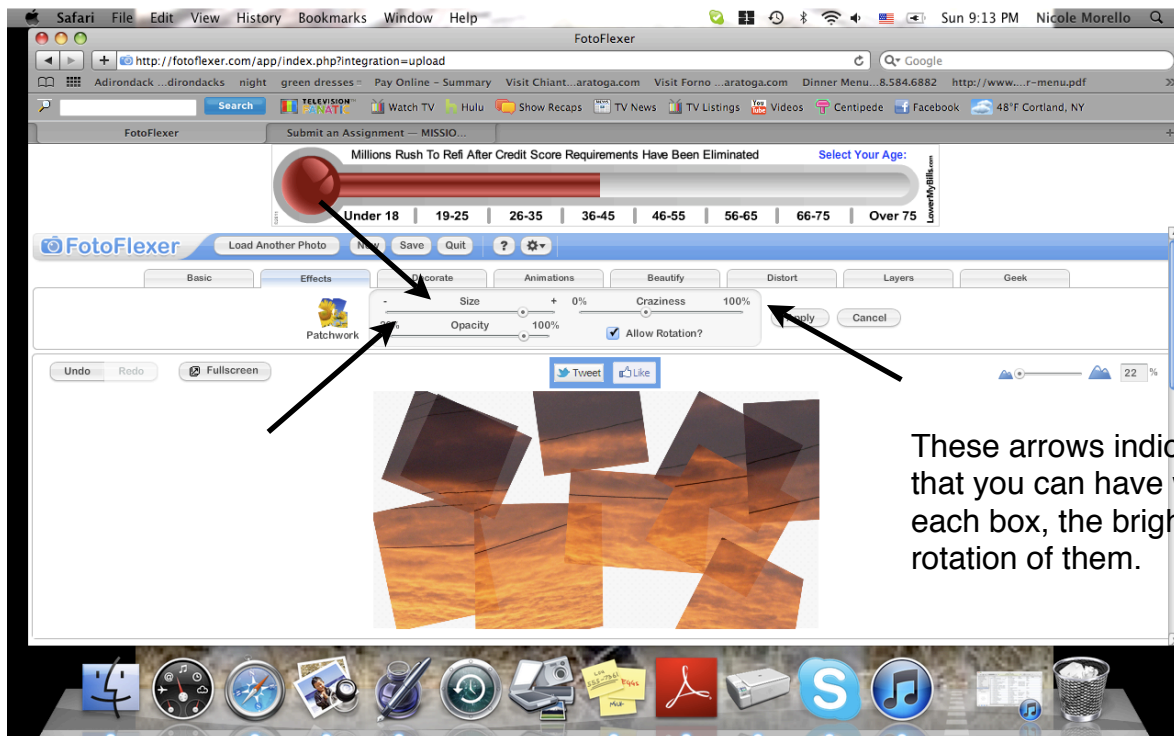 Safari File Edit View History Bookmarks Window Help Sun 9:13 PM Nicole Morello
FotoFlexer
http://fotoflexer.com/app/index.php?integration=upload Google
Adirondack ...dirondacks night green dresses Pay Online – Summary Visit Chiant...aratoga.com Visit Forno ...aratoga.com Dinner Menu...8.584.6882 http://www....r-menu.pdf
Search TELEVISION FANATIC Watch TV Hulu Show Recaps TV News TV Listings Videos Centipede Facebook 48°F Cortland, NY
FotoFlexer Submit an Assignment — MISSIO...
Millions Rush To Refi After Credit Score Requirements Have Been Eliminated Select Your Age:
LowerMyBills.com
Under 18 | 19-25 | 26-35 | 36-45 | 46-55 | 56-65 | 66-75 | Over 75
FotoFlexer Load Another Photo New Save Quit ?
Basic Effects Decorate Animations Beautify Distort Layers Geek
- Size + 0% Craziness 100%
Patchwork Opacity 100% Allow Rotation? Apply Cancel
Undo Redo Fullscreen Tweet Like 22 %
These arrows indic
that you can have
each box, the brigh
rotation of them.